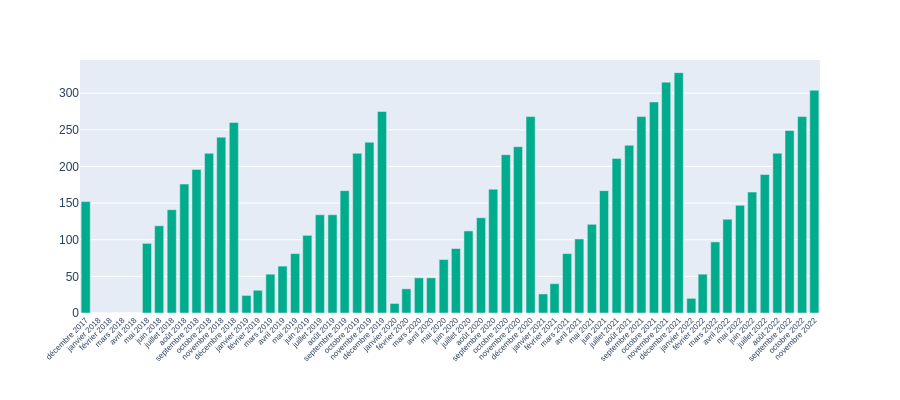 300
250
200
150
100
50
0
décembre 2017
janvier 2018
février 2018
mars 2018
avril 2018
mai 2018
juin 2018
juillet 2018
août 2018
septembre 2018
octobre 2018
novembre 2018
décembre 2018
janvier 2019
février 2019
mars 2019
avril 2019
mai 2019
juin 2019
juillet 2019
août 2019
septembre 2019
octobre 2019
novembre 2019
décembre 2019
janvier 2020
février 2020
mars 2020
avril 2020
mai 2020
juin 2020
juillet 2020
août 2020
septembre 2020
octobre 2020
novembre 2020
décembre 2020
janvier 2021
février 2021
mars 2021
avril 2021
mai 2021
juin 2021
juillet 2021
août 2021
septembre 2021
octobre 2021
novembre 2021
décembre 2021
janvier 2022
février 2022
mars 2022
avril 2022
mai 2022
juin 2022
juillet 2022
août 2022
septembre 2022
octobre 2022
novembre 2022